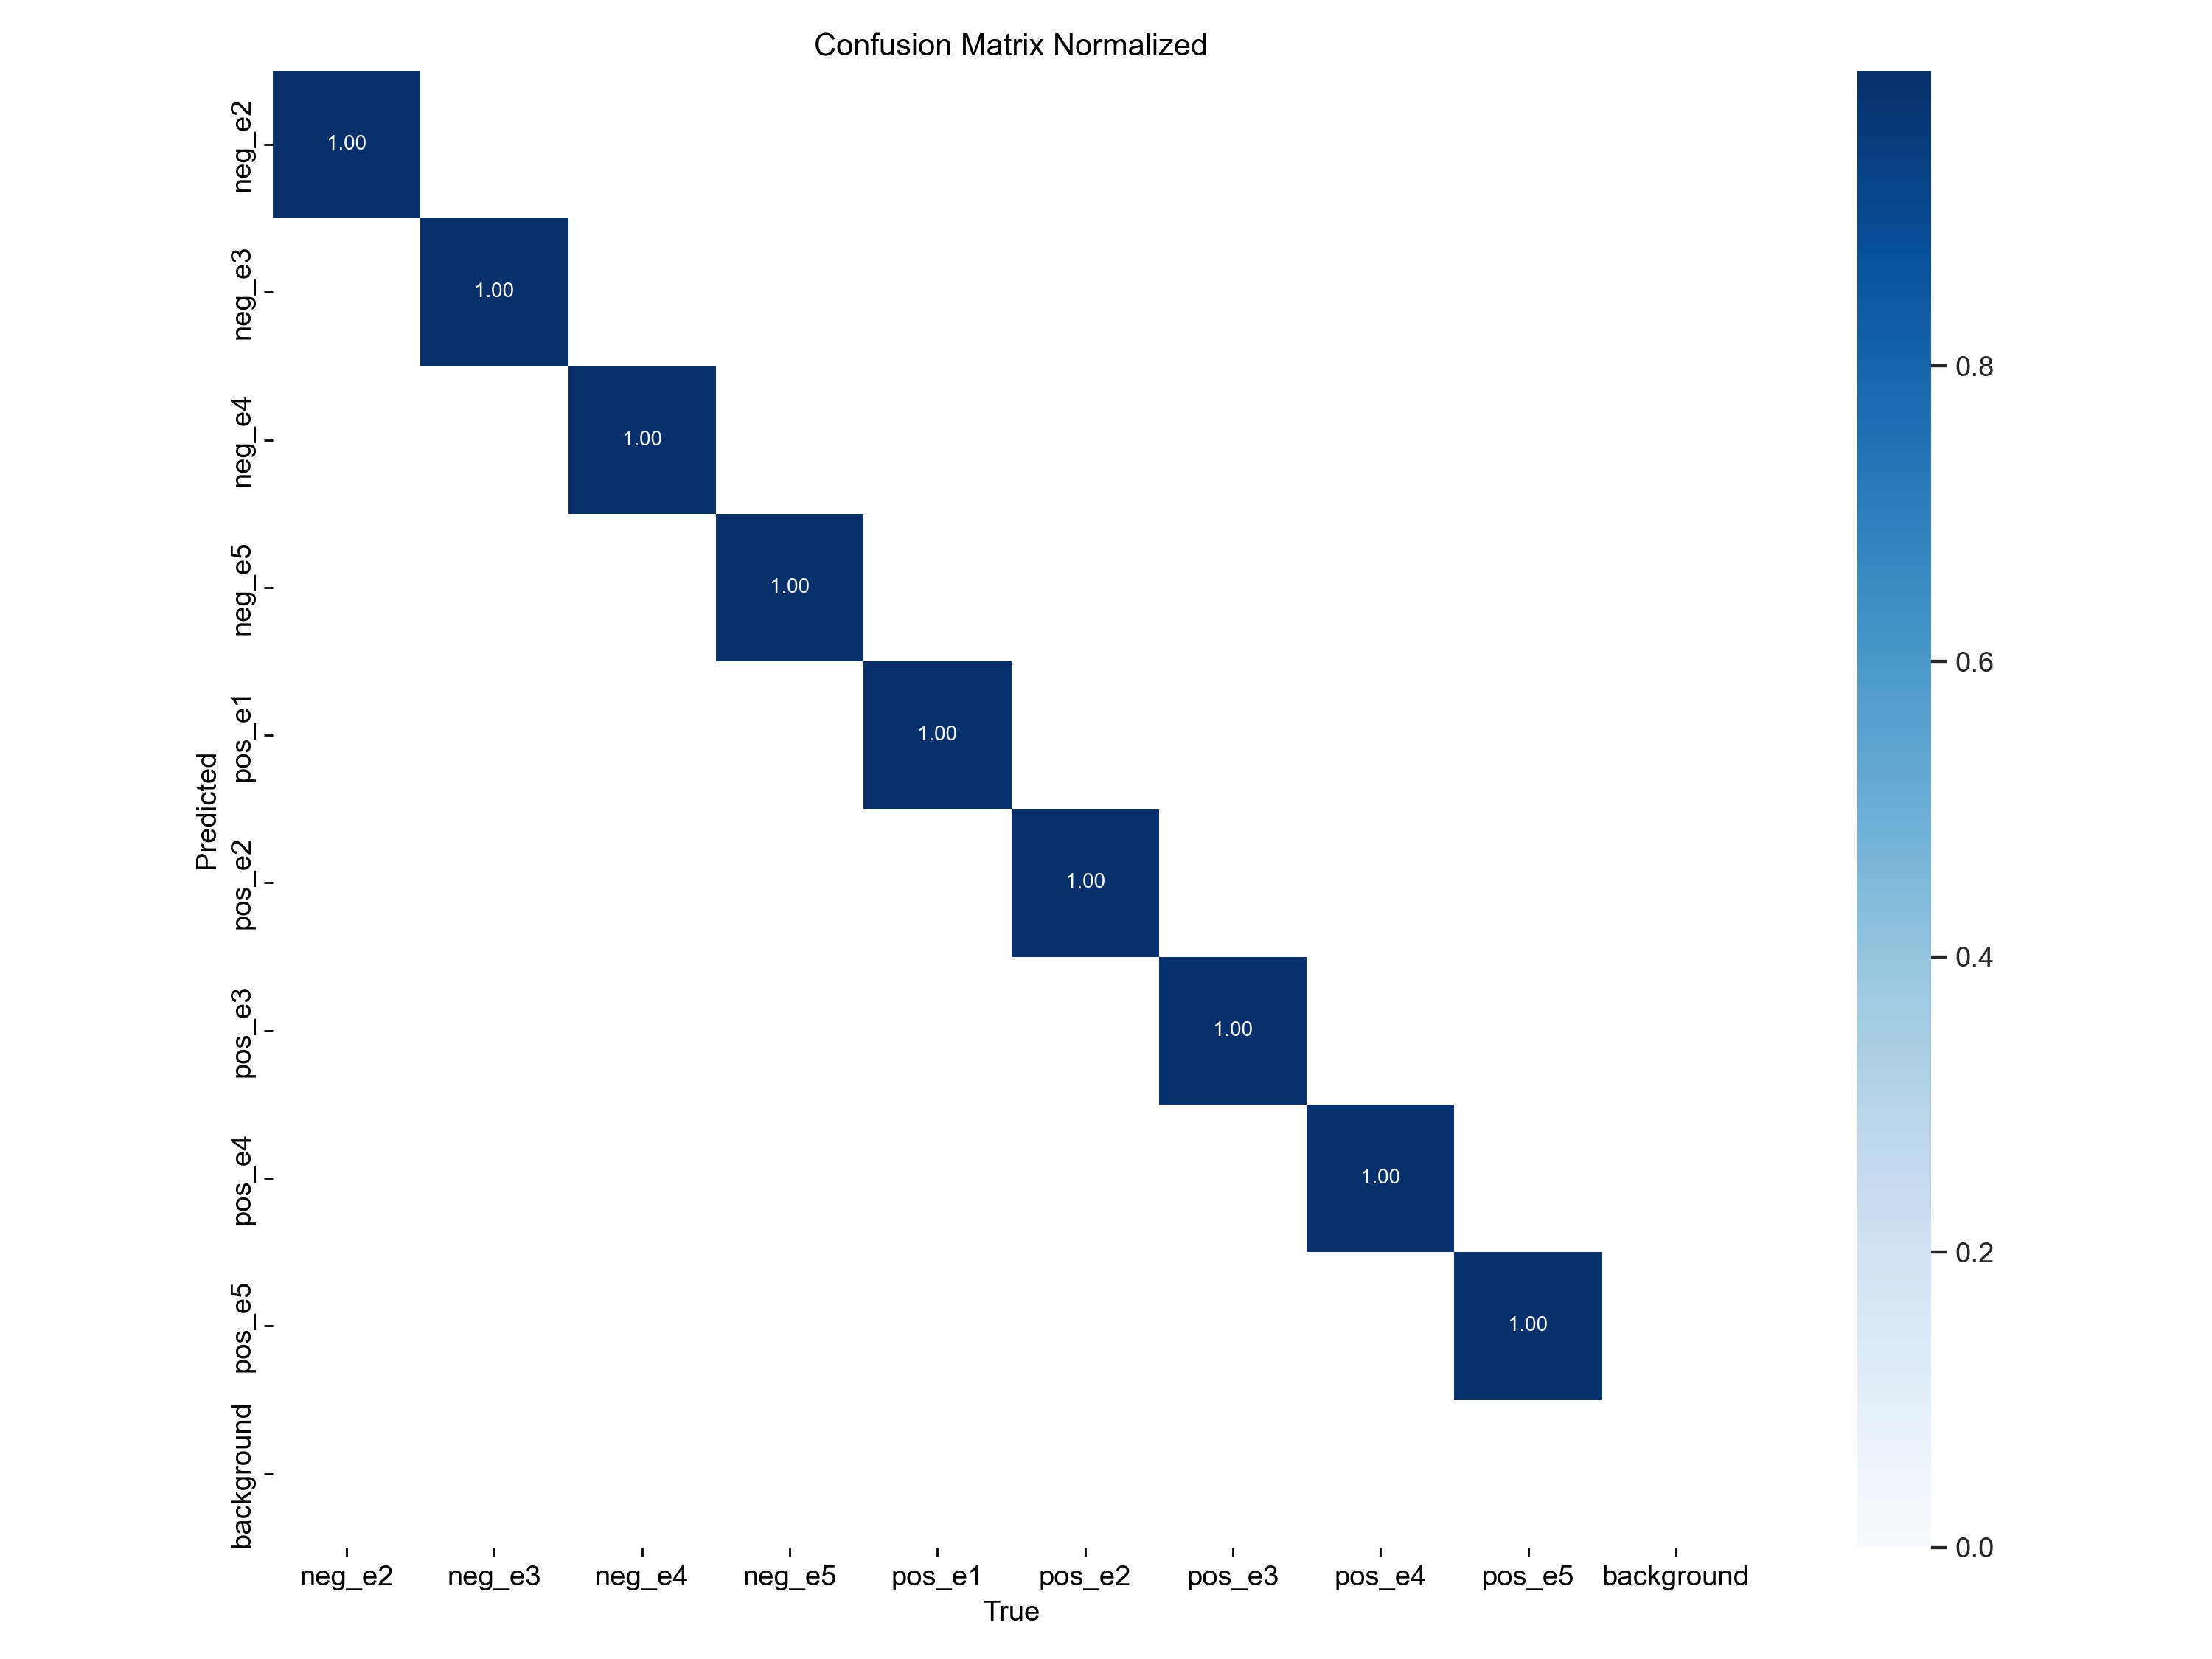 Confusion Matrix Normalized
neg_e2
1.00
neg_e3
1.00
neg_e4
1.00
neg_e5
1.00
pos_e1
1.00
pos_e2
1.00
pos_e3
1.00
pos_e4
1.00
pos_e5
1.00
background
Predicted
neg_e2 neg_e3 neg_e4 neg_e5 pos_e1 pos_e2 pos_e3 pos_e4 pos_e5 background
True
0.8
0.6
0.4
0.2
0.0